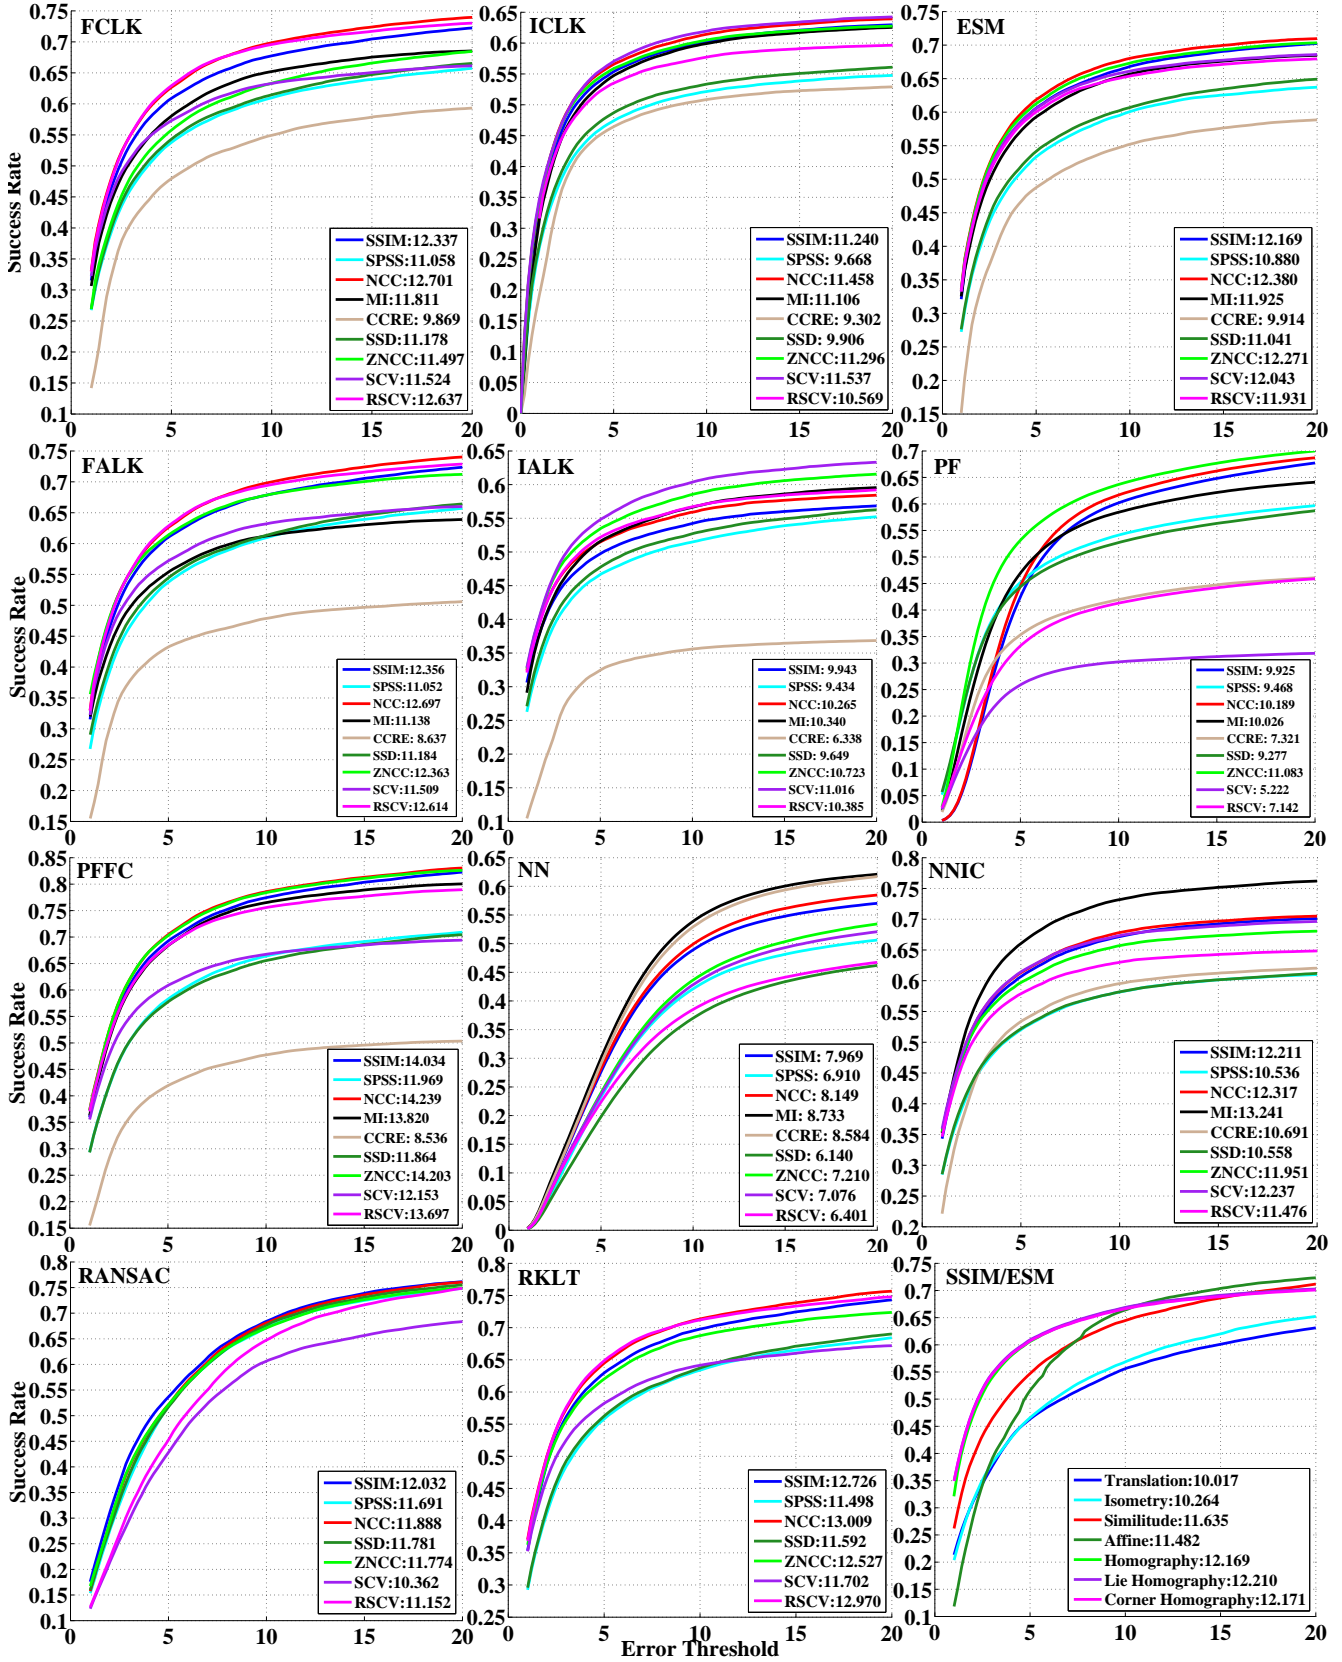 FCLK
0.75
0.7
0.65
0.6
0.55
0.5
0.45
0.4
0.35
0.3
0.25
0.2
0.15
0.1
0
5
10
15
20
Success Rate
SSIM:12.337
SPSS:11.058
NCC:12.701
MI:11.811
CCRE: 9.869
SSD:11.178
ZNCC:11.497
SCV:11.524
RSCV:12.637
ICLK
0.65
0.6
0.55
0.5
0.45
0.4
0.35
0.3
0.25
0.2
0.15
0.1
0.05
0
0
5
10
15
20
SSIM:11.240
SPSS: 9.668
NCC:11.458
MI:11.106
CCRE: 9.302
SSD: 9.906
ZNCC:11.296
SCV:11.537
RSCV:10.569
ESM
0.7
0.65
0.6
0.55
0.5
0.45
0.4
0.35
0.3
0.25
0.2
0.15
0
5
10
15
20
SSIM:12.169
SPSS:10.880
NCC:12.380
MI:11.925
CCRE: 9.914
SSD:11.041
ZNCC:12.271
SCV:12.043
RSCV:11.931
FALK
0.75
0.7
0.65
0.6
0.55
0.5
0.45
0.4
0.35
0.3
0.25
0.2
0.15
0
5
10
15
20
Success Rate
SSIM:12.356
SPSS:11.052
NCC:12.697
MI:11.138
CCRE: 8.637
SSD:11.184
ZNCC:12.363
SCV:11.509
RSCV:12.614
IALK
0.65
0.6
0.55
0.5
0.45
0.4
0.35
0.3
0.25
0.2
0.15
0.1
0
5
10
15
20
SSIM: 9.943
SPSS: 9.434
NCC:10.265
MI:10.340
CCRE: 6.338
SSD: 9.649
ZNCC:10.723
SCV:11.016
RSCV:10.385
PF
0.7
0.65
0.6
0.55
0.5
0.45
0.4
0.35
0.3
0.25
0.2
0.15
0.1
0.05
0
0
5
10
15
20
SSIM: 9.925
SPSS: 9.468
NCC:10.189
MI:10.026
CCRE: 7.321
SSD: 9.277
ZNCC:11.083
SCV: 5.222
RSCV: 7.142
PFFC
0.85
0.8
0.75
0.7
0.65
0.6
0.55
0.5
0.45
0.4
0.35
0.3
0.25
0.2
0.15
0
5
10
15
20
Success Rate
SSIM:14.034
SPSS:11.969
NCC:14.239
MI:13.820
CCRE: 8.536
SSD:11.864
ZNCC:14.203
SCV:12.153
RSCV:13.697
NN
0.65
0.6
0.55
0.5
0.45
0.4
0.35
0.3
0.25
0.2
0.15
0.1
0.05
0
0
5
10
15
20
SSIM: 7.969
SPSS: 6.910
NCC: 8.149
MI: 8.733
CCRE: 8.584
SSD: 6.140
ZNCC: 7.210
SCV: 7.076
RSCV: 6.401
NNIC
0.8
0.75
0.7
0.65
0.6
0.55
0.5
0.45
0.4
0.35
0.3
0.25
0.2
0
5
10
15
20
SSIM:12.211
SPSS:10.536
NCC:12.317
MI:13.241
CCRE:10.691
SSD:10.558
ZNCC:11.951
SCV:12.237
RSCV:11.476
RANSAC
0.8
0.75
0.7
0.65
0.6
0.55
0.5
0.45
0.4
0.35
0.3
0.25
0.2
0.15
0.1
0
5
10
15
20
Success Rate
SSIM:12.032
SPSS:11.691
NCC:11.888
SSD:11.781
ZNCC:11.774
SCV:10.362
RSCV:11.152
RKLT
0.8
0.75
0.7
0.65
0.6
0.55
0.5
0.45
0.4
0.35
0.3
0.25
0
5
10
15
20
SSIM:12.726
SPSS:11.498
NCC:13.009
SSD:11.592
ZNCC:12.527
SCV:11.702
RSCV:12.970
Error Threshold
SSIM/ESM
0.75
0.7
0.65
0.6
0.55
0.5
0.45
0.4
0.35
0.3
0.25
0.2
0.15
0.1
0
5
10
15
20
Translation:10.017
Isometry:10.264
Similitude:11.635
Affine:11.482
Homography:12.169
Lie Homography:12.210
Corner Homography:12.171